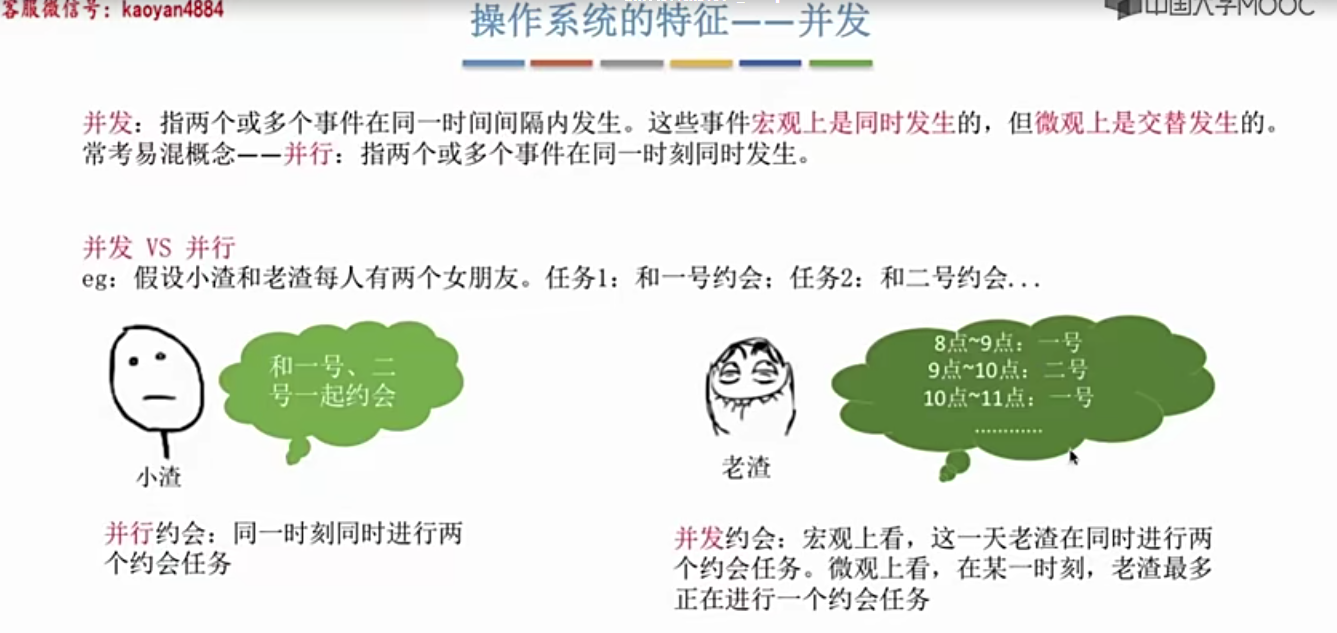 客服微信号：kaoyan4884
中国大学MOOC
操作系统的特征——并发
并发：指两个或多个事件在同一时间间隔内发生。这些事件宏观上是同时发生的，但微观上是交替发生的。
常考易混概念——并行：指两个或多个事件在同一时刻同时发生。
并发 VS 并行
eg：假设小渣和老渣每人有两个女朋友。任务1：和一号约会；任务2：和二号约会...
和一号、二
号一起约会
小渣
并行约会：同一时刻同时进行两
个约会任务
8点~9点：一号
9点~10点：二号
10点~11点：一号
…………
老渣
并发约会：宏观上看，这一天老渣在同时进行两
个约会任务。微观上看，在某一时刻，老渣最多
正在进行一个约会任务